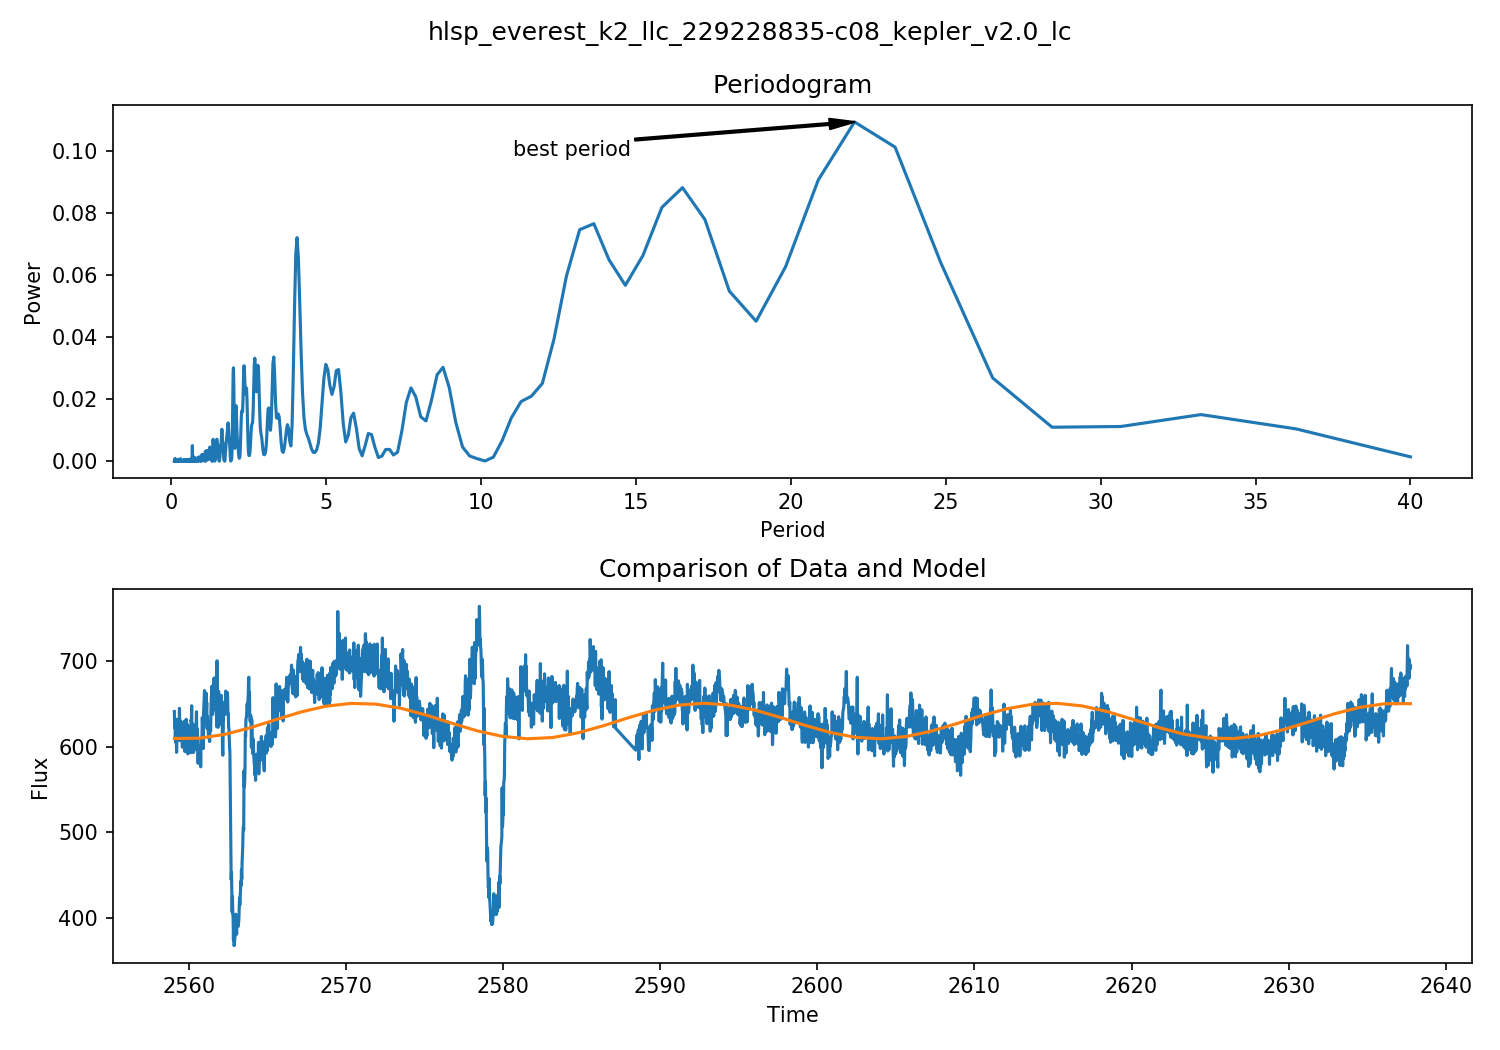 hlsp_everest_k2_llc_229228835-c08_kepler_v2.0_lc
Periodogram
best period
0.10
0.08
0.06
0.04
0.02
0.00
Power
0 5 10 15 20 25 30 35 40
Period
Comparison of Data and Model
700
600
500
400
Flux
2560 2570 2580 2590 2600 2610 2620 2630 2640
Time